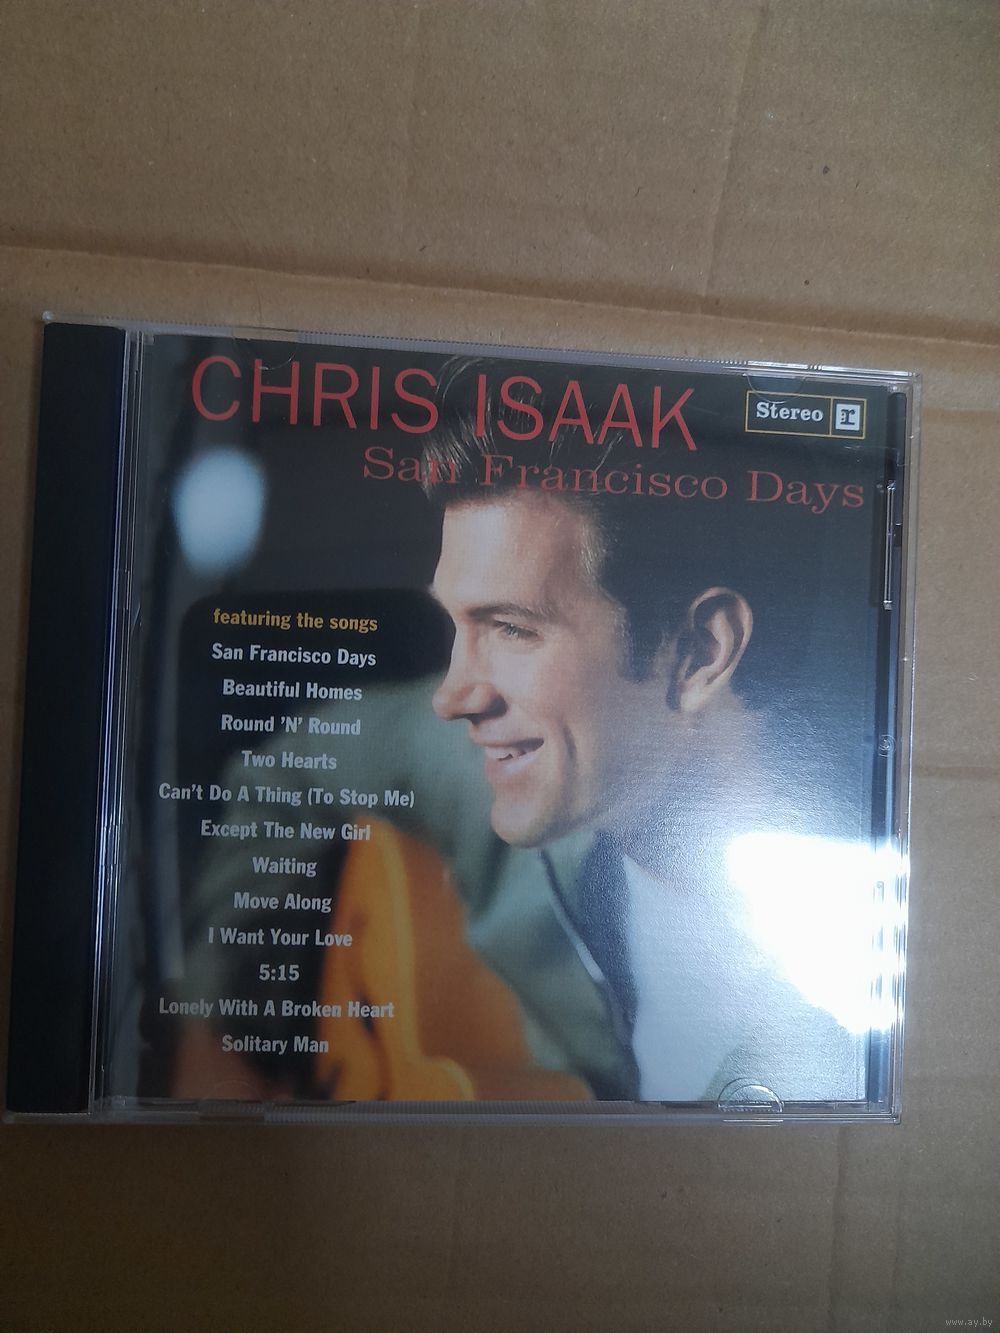 CHRIS ISAAK
Stereo r
San Francisco Days
featuring the songs
San Francisco Days
Beautiful Homes
Round 'N' Round
Two Hearts
Can't Do A Thing (To Stop Me)
Except The New Girl
Waiting
Move Along
I Want Your Love
5:15
Lonely With A Broken Heart
Solitary Man
www.ay.by